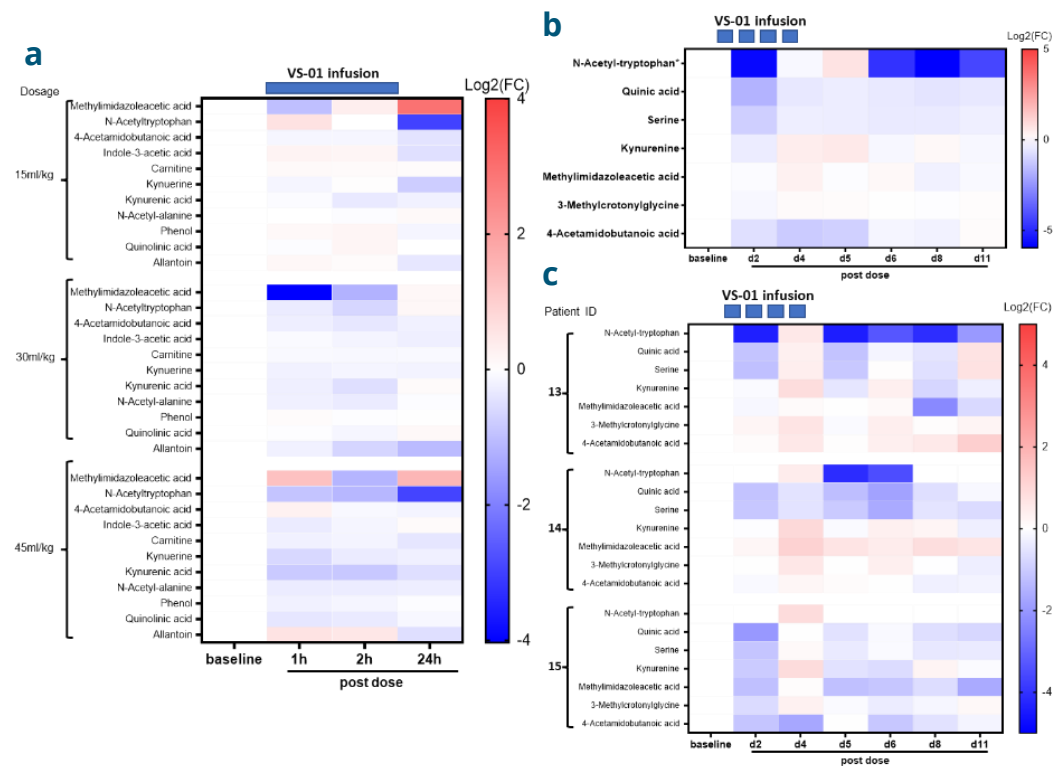 a
VS-01 infusion
Dosage
Log2(FC)
15ml/kg
Methylimidazoleacetic acid
N-Acetyltryptophan
4-Acetamidobutanoic acid
Indole-3-acetic acid
Carnitine
Kynuerine
Kynurenic acid
N-Acetyl-alanine
Phenol
Quinolinic acid
Allantoin
30ml/kg
Methylimidazoleacetic acid
N-Acetyltryptophan
4-Acetamidobutanoic acid
Indole-3-acetic acid
Carnitine
Kynuerine
Kynurenic acid
N-Acetyl-alanine
Phenol
Quinolinic acid
Allantoin
45ml/kg
Methylimidazoleacetic acid
N-Acetyltryptophan
4-Acetamidobutanoic acid
Indole-3-acetic acid
Carnitine
Kynuerine
Kynurenic acid
N-Acetyl-alanine
Phenol
Quinolinic acid
Allantoin
baseline 1h 2h 24h
post dose
4
2
0
-2
-4
b
VS-01 infusion
Log2(FC)
N-Acetyl-tryptophan*
Quinic acid
Serine
Kynurenine
Methylimidazoleacetic acid
3-Methylcrotonylglycine
4-Acetamidobutanoic acid
baseline d2 d4 d5 d6 d8 d11
post dose
5
0
-5
c
VS-01 infusion
Patient ID
Log2(FC)
13
N-Acetyl-tryptophan
Quinic acid
Serine
Kynurenine
Methylimidazoleacetic acid
3-Methylcrotonylglycine
4-Acetamidobutanoic acid
14
N-Acetyl-tryptophan
Quinic acid
Serine
Kynurenine
Methylimidazoleacetic acid
3-Methylcrotonylglycine
4-Acetamidobutanoic acid
15
N-Acetyl-tryptophan
Quinic acid
Serine
Kynurenine
Methylimidazoleacetic acid
3-Methylcrotonylglycine
4-Acetamidobutanoic acid
baseline d2 d4 d5 d6 d8 d11
post dose
4
2
0
-2
-4